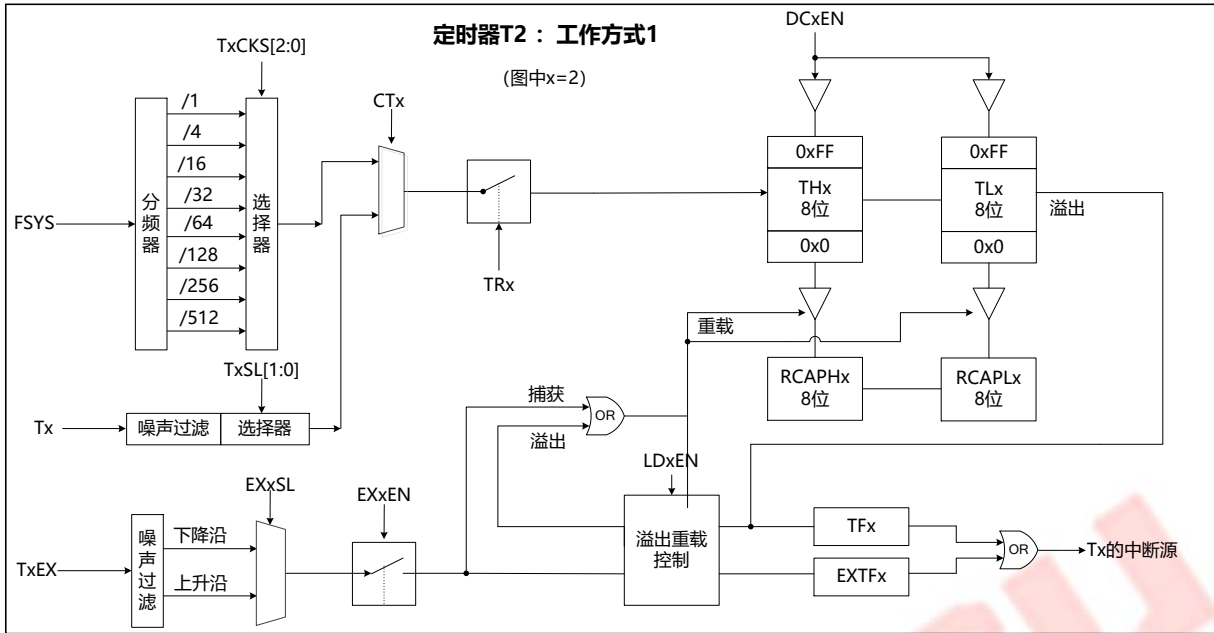 定时器T2 ：工作方式1
(图中x=2)
TxCKS[2:0]
FSYS
分频器
/1
/4
/16
/32
/64
/128
/256
/512
选择器
CTx
TRx
DCxEN
0xFF
THx
8位
0x0
0xFF
TLx
8位
0x0
溢出
重载
RCAPHx
8位
RCAPLx
8位
TxSL[1:0]
Tx
噪声过滤
选择器
捕获
溢出
OR
LDxEN
溢出重载
控制
TFx
EXTFx
OR
Tx的中断源
EXxSL
EXxEN
TxEX
噪声过滤
下降沿
上升沿